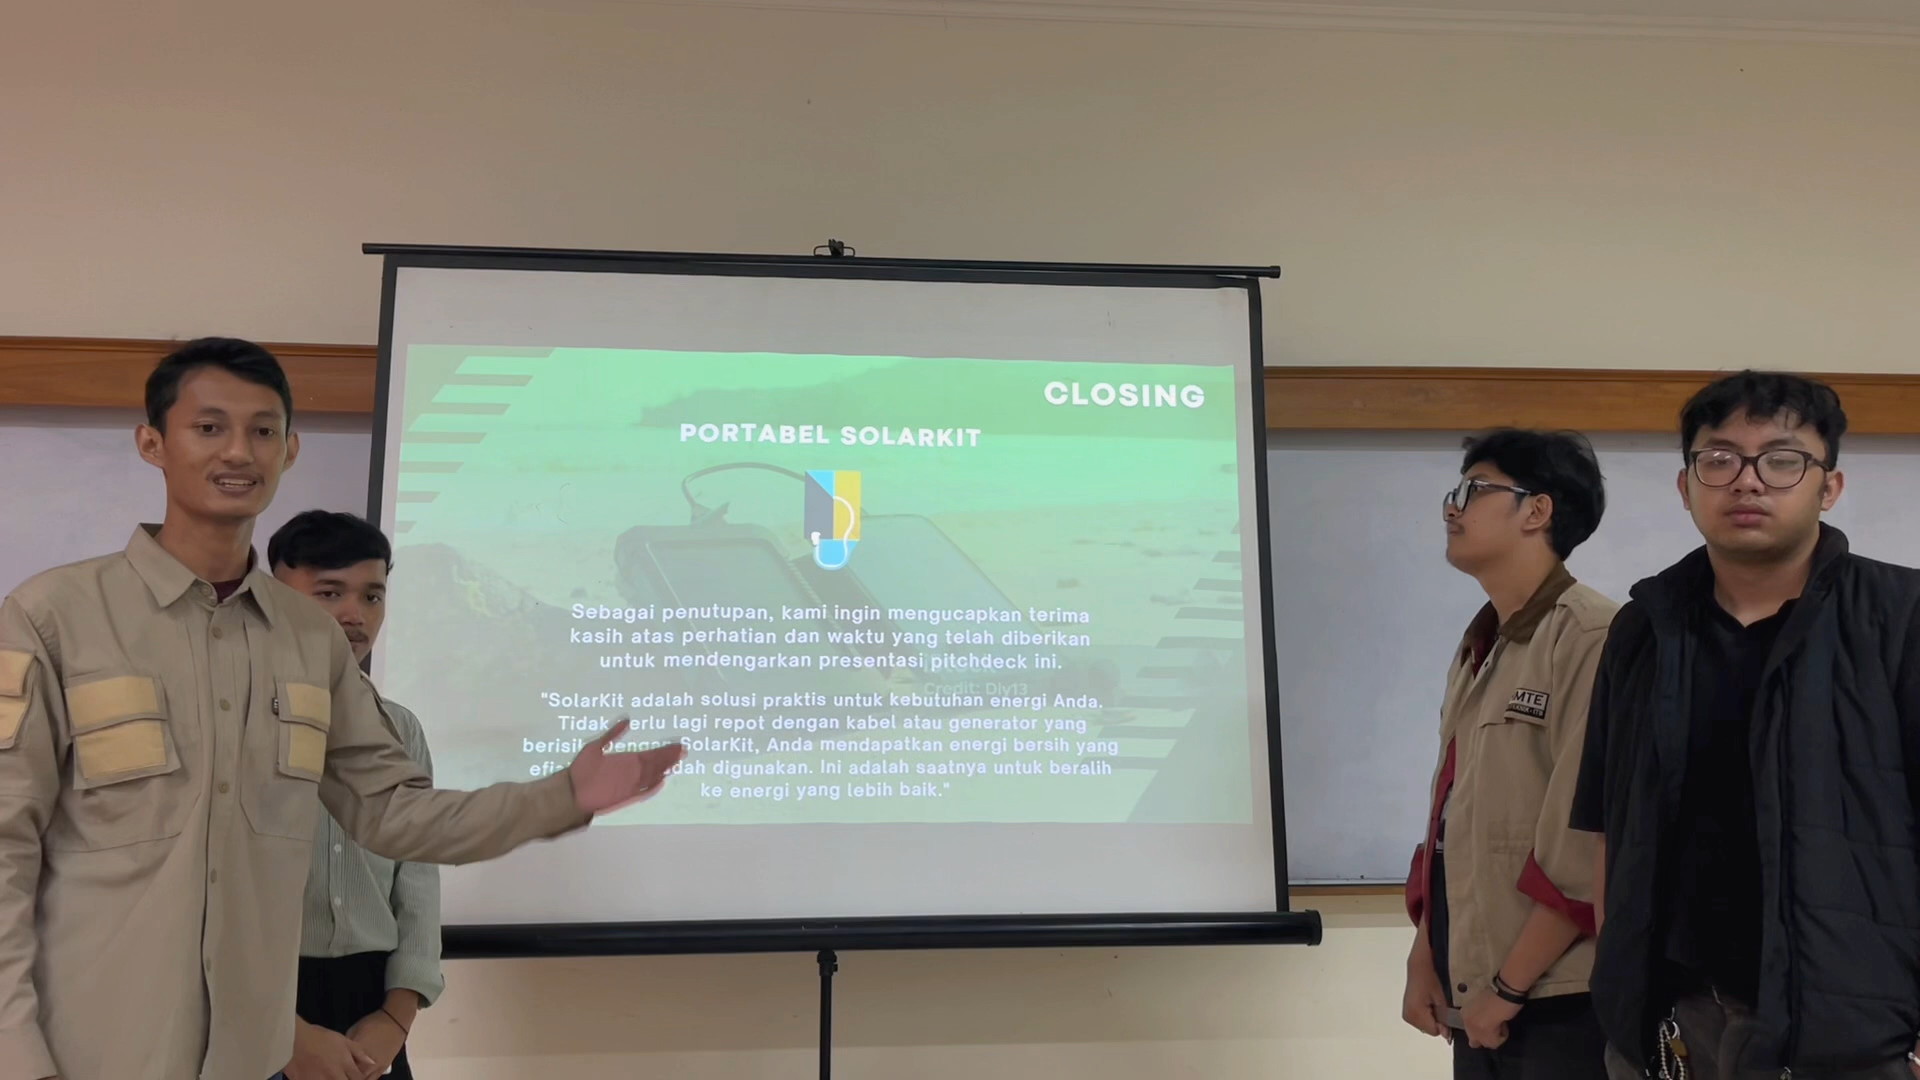 CLOSING
PORTABEL SOLARKIT
Sebagai penutupan, kami ingin mengucapkan terima
kasih atas perhatian dan waktu yang telah diberikan
untuk mendengarkan presentasi pitchdeck ini.
Credit: Diy13
"SolarKit adalah solusi praktis untuk kebutuhan energi Anda.
Tidak lagi repot dengan kabel atau generator yang
SolarKit, Anda mendapatkan energi bersih yang
digunakan. Ini adalah saatnya untuk beralih
ke energi yang lebih baik."
MTE